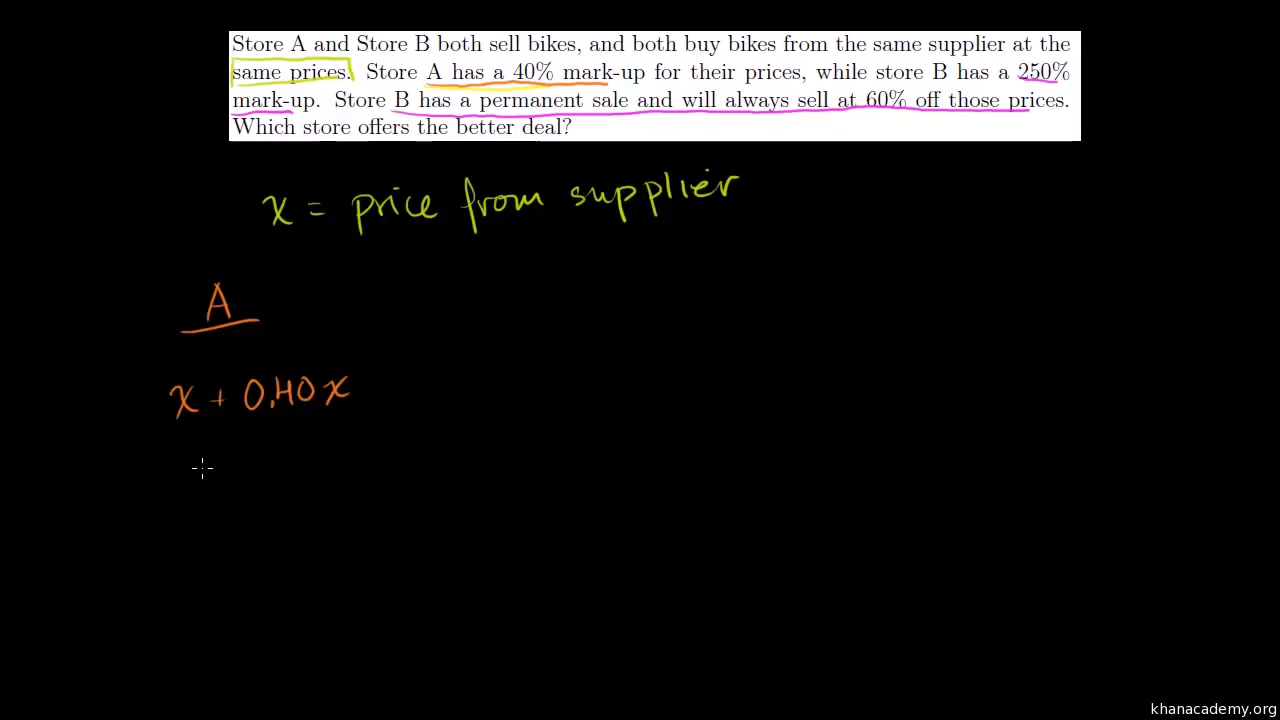 Store A and Store B both sell bikes, and both buy bikes from the same supplier at the
same prices. Store A has a 40% mark-up for their prices, while store B has a 250%
mark-up. Store B has a permanent sale and will always sell at 60% off those prices.
Which store offers the better deal?
x = price from supplier
A
x + 0.40x
khanacademy.org